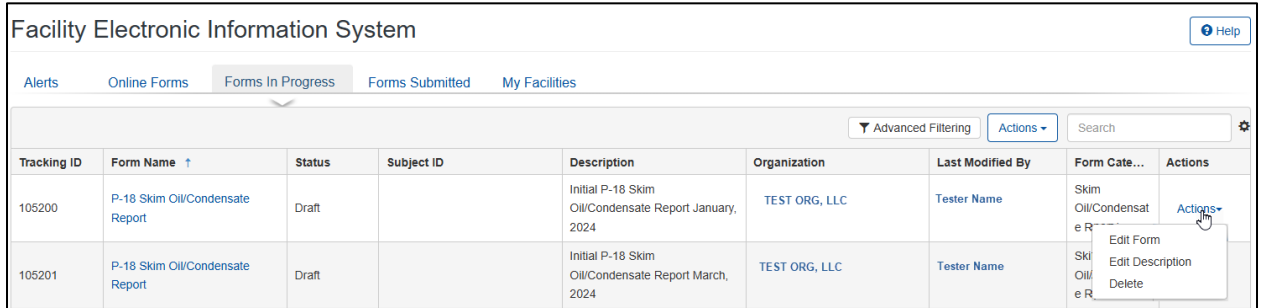 Facility Electronic Information System
Help
Alerts Online Forms Forms In Progress Forms Submitted My Facilities
Advanced Filtering Actions Search
Tracking ID Form Name ↑ Status Subject ID Description Organization Last Modified By Form Cate... Actions
105200
P-18 Skim Oil/Condensate
Report
Draft
Initial P-18 Skim
Oil/Condensate Report January,
2024
TEST ORG, LLC
Tester Name
Skim
Oil/Condensat
e
Actions
Edit Form
Edit Description
Delete
105201
P-18 Skim Oil/Condensate
Report
Draft
Initial P-18 Skim
Oil/Condensate Report March,
2024
TEST ORG, LLC
Tester Name
e